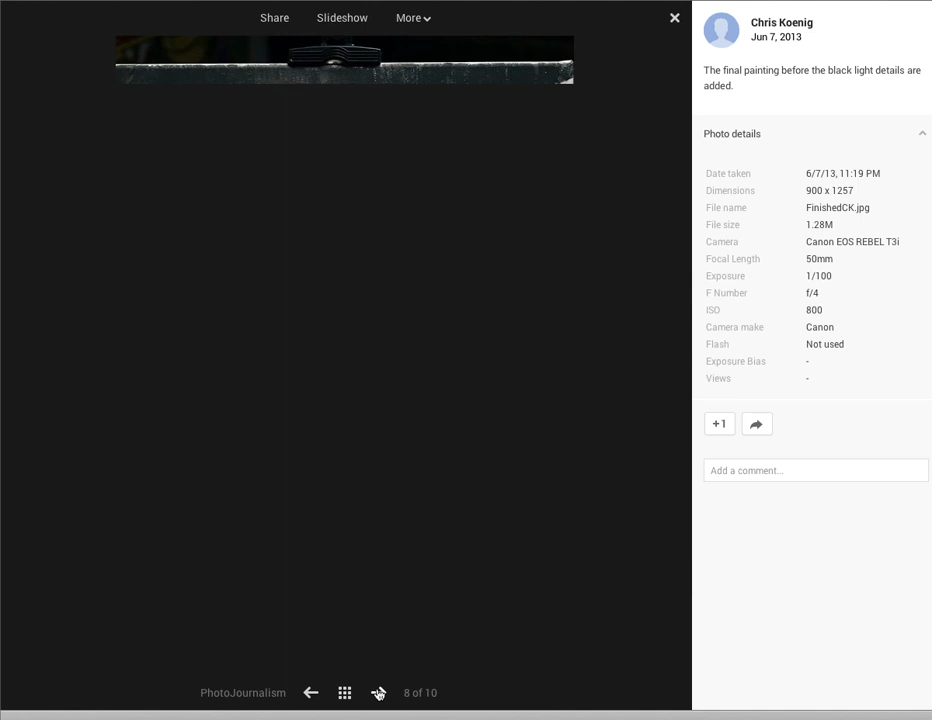 Share Slideshow More
Chris Koenig
Jun 7, 2013
The final painting before the black light details are
added.
Photo details
Date taken 6/7/13, 11:19 PM
Dimensions 900 x 1257
File name FinishedCK.jpg
File size 1.28M
Camera Canon EOS REBEL T3i
Focal Length 50mm
Exposure 1/100
F Number f/4
ISO 800
Camera make Canon
Flash Not used
Exposure Bias -
Views -
+1
Add a comment...
PhotoJournalism 8 of 10